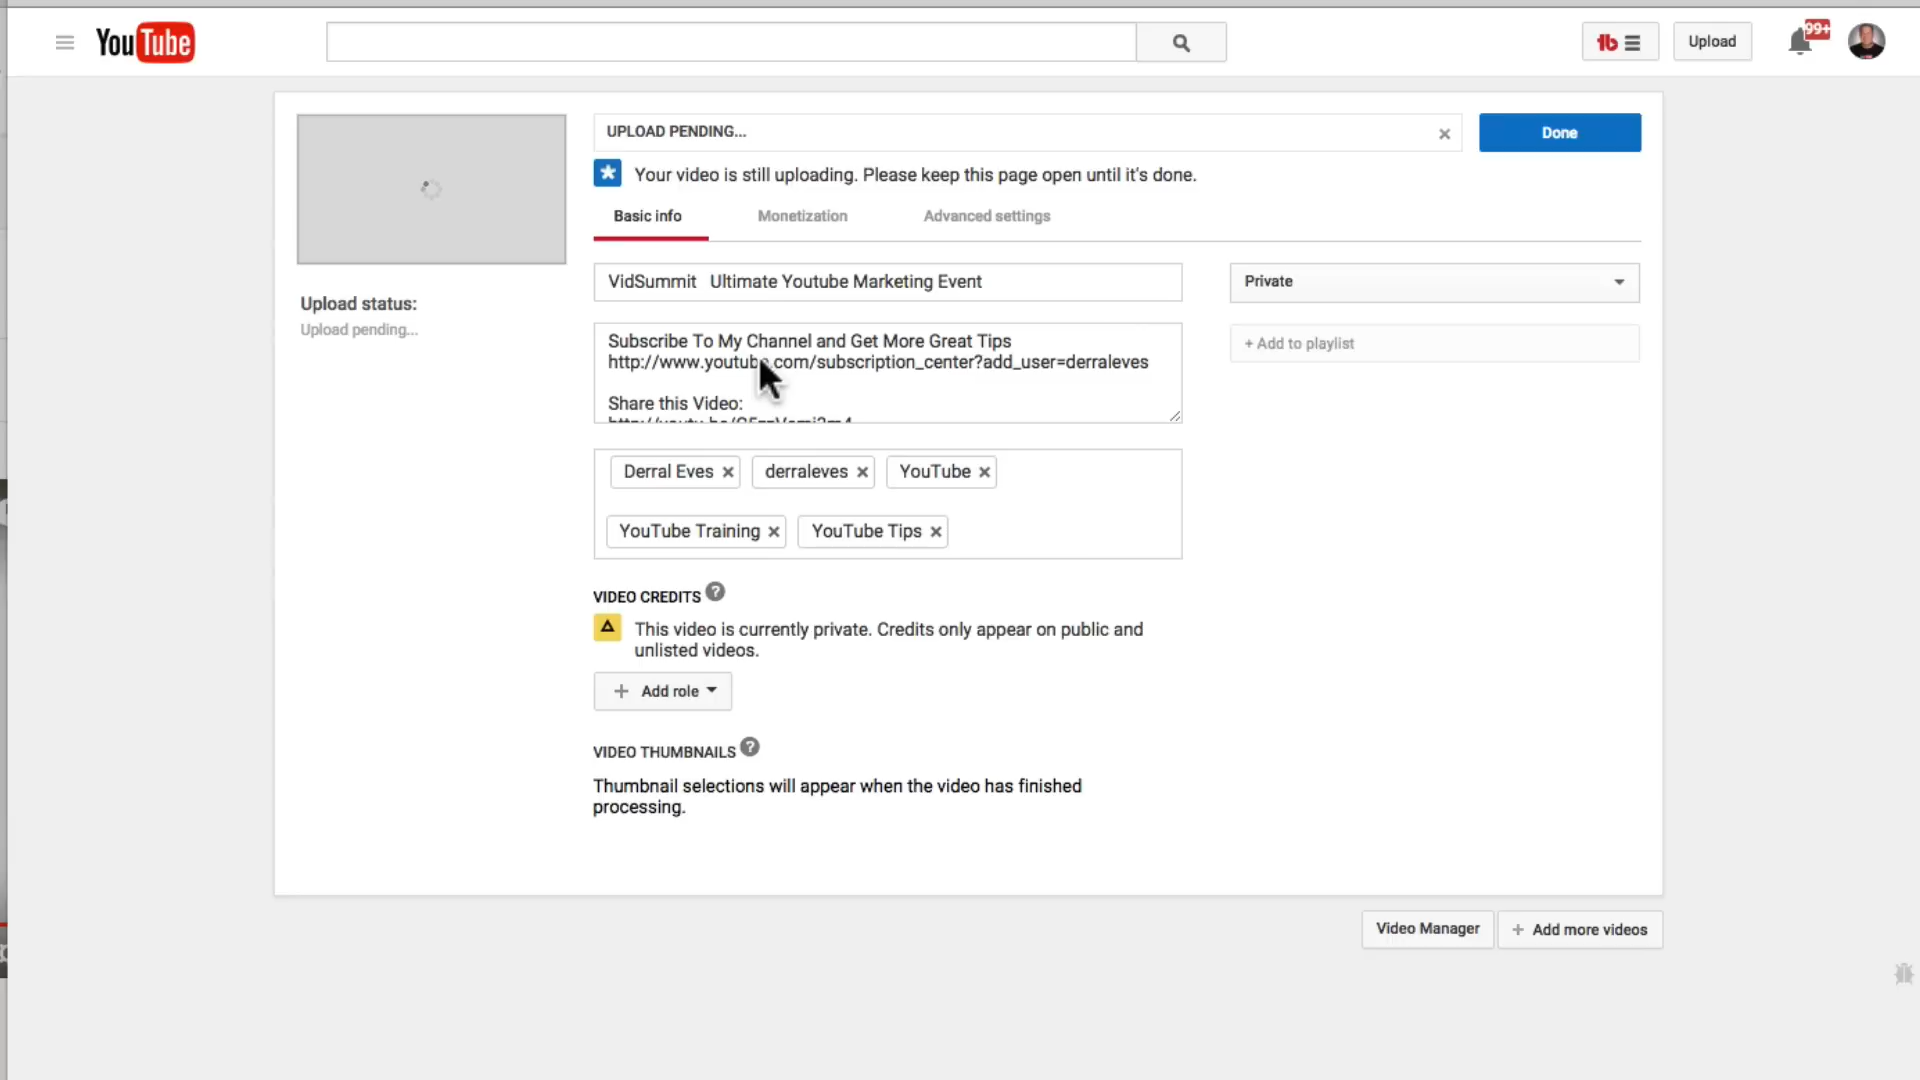 YouTube
Upload
99+
UPLOAD PENDING...
Done
Your video is still uploading. Please keep this page open until it's done.
Basic info
Monetization
Advanced settings
Upload status:
Upload pending...
VidSummit   Ultimate Youtube Marketing Event
Private
Subscribe To My Channel and Get More Great Tips
http://www.youtube.com/subscription_center?add_user=derraleves
Share this Video:
+ Add to playlist
Derral Eves
derraleves
YouTube
YouTube Training
YouTube Tips
VIDEO CREDITS
This video is currently private. Credits only appear on public and
unlisted videos.
Add role
VIDEO THUMBNAILS
Thumbnail selections will appear when the video has finished
processing.
Video Manager
+ Add more videos